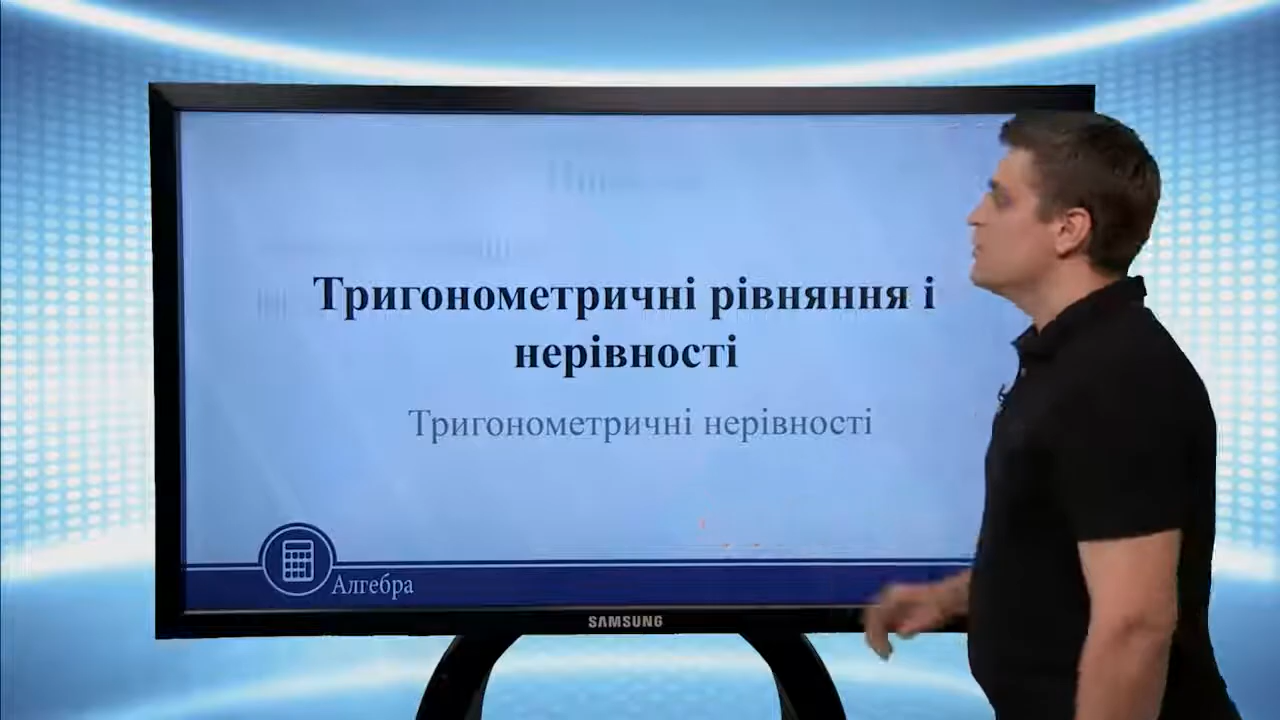 Тригонометричні рівняння і
нерівності
Тригонометричні нерівності
Алгебра
SAMSUNG